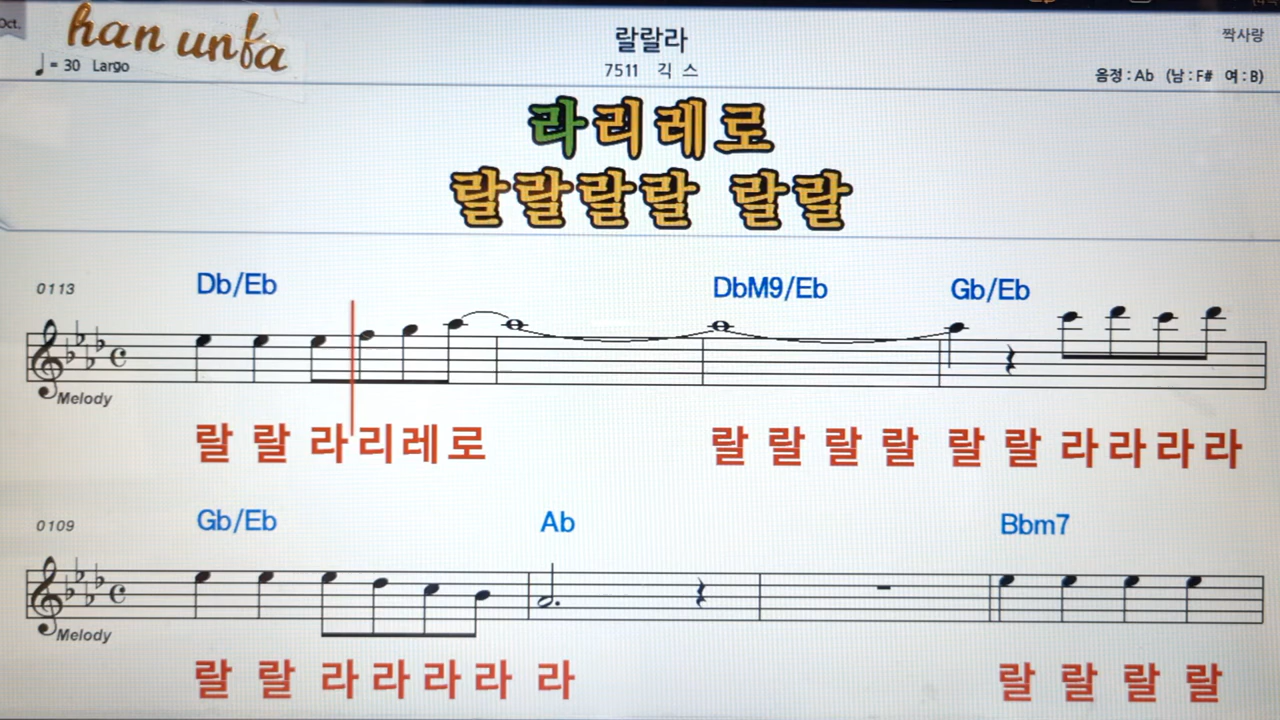 Oct.
han unfa
♩= 30 Largo
랄랄라
7511 긱 스
짝사랑
음정 : Ab (남 : F# 여 : B)
라리레로
랄랄랄랄 랄랄
0113
Db/Eb DbM9/Eb Gb/Eb
Melody
랄 랄 라리레로 랄 랄 랄 랄 랄 랄 라라라라
0109
Gb/Eb Ab Bbm7
Melody
랄 랄 라라라라 라 랄 랄 랄 랄